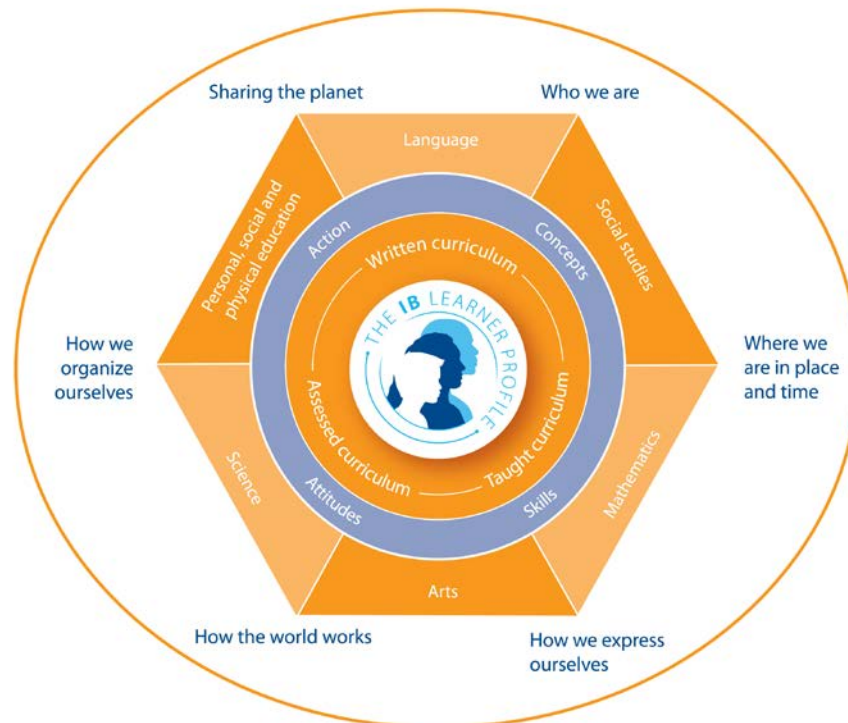 Sharing the planet
Who we are
Language
Personal, social and
physical education
Social studies
Action
Concepts
Written curriculum
THE IB LEARNER PROFILE
How we
organize
ourselves
Where we
are in place
and time
Assessed curriculum
Taught curriculum
Science
Mathematics
Attitudes
Skills
Arts
How the world works
How we express
ourselves